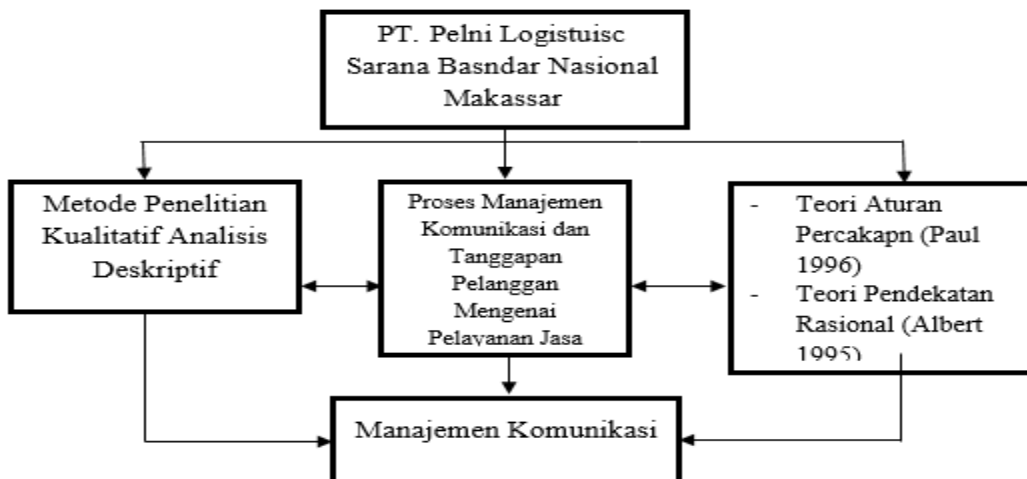 PT. Pelni Logistuisc
Sarana Basndar Nasional
Makassar
Metode Penelitian
Kualitatif Analisis
Deskriptif
Proses Manajemen
Komunikasi dan
Tanggapan
Pelanggan
Mengenai
Pelayanan Jasa
- Teori Aturan
Percakapn (Paul
1996)
- Teori Pendekatan
Rasional (Albert
1995)
Manajemen Komunikasi